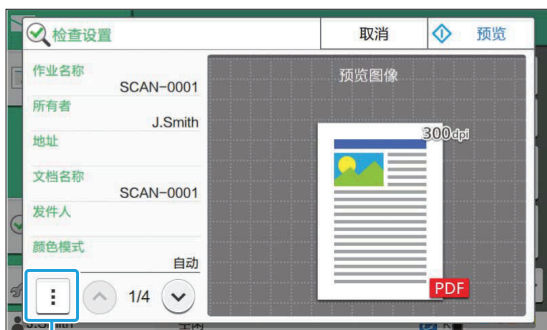 检查设置
取消
预览
作业名称
SCAN-0001
所有者
J.Smith
地址
文档名称
SCAN-0001
发件人
颜色模式
自动
1/4
预览图像
300dpi
PDF